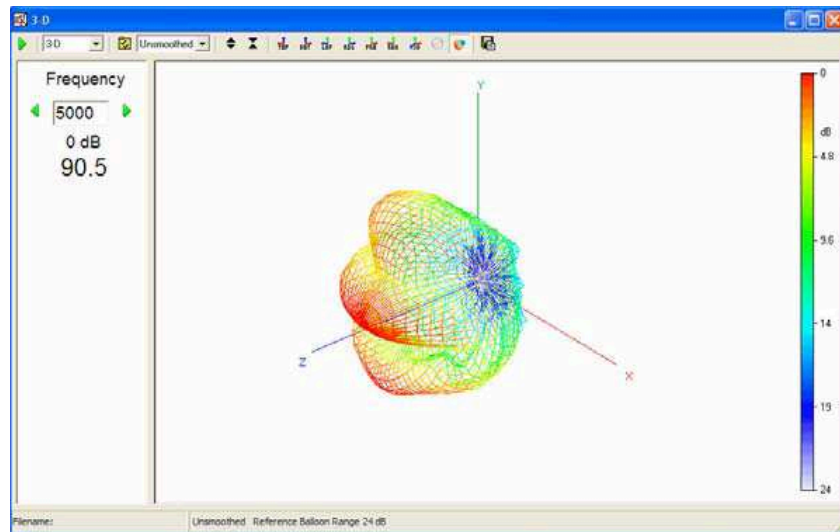 3-D
3-D Unsmoothed
Frequency
5000
0 dB
90.5
Y
Z
X
0
dB
4.8
9.6
14
19
24
Filename: Unsmoothed Reference Balloon Range 24 dB